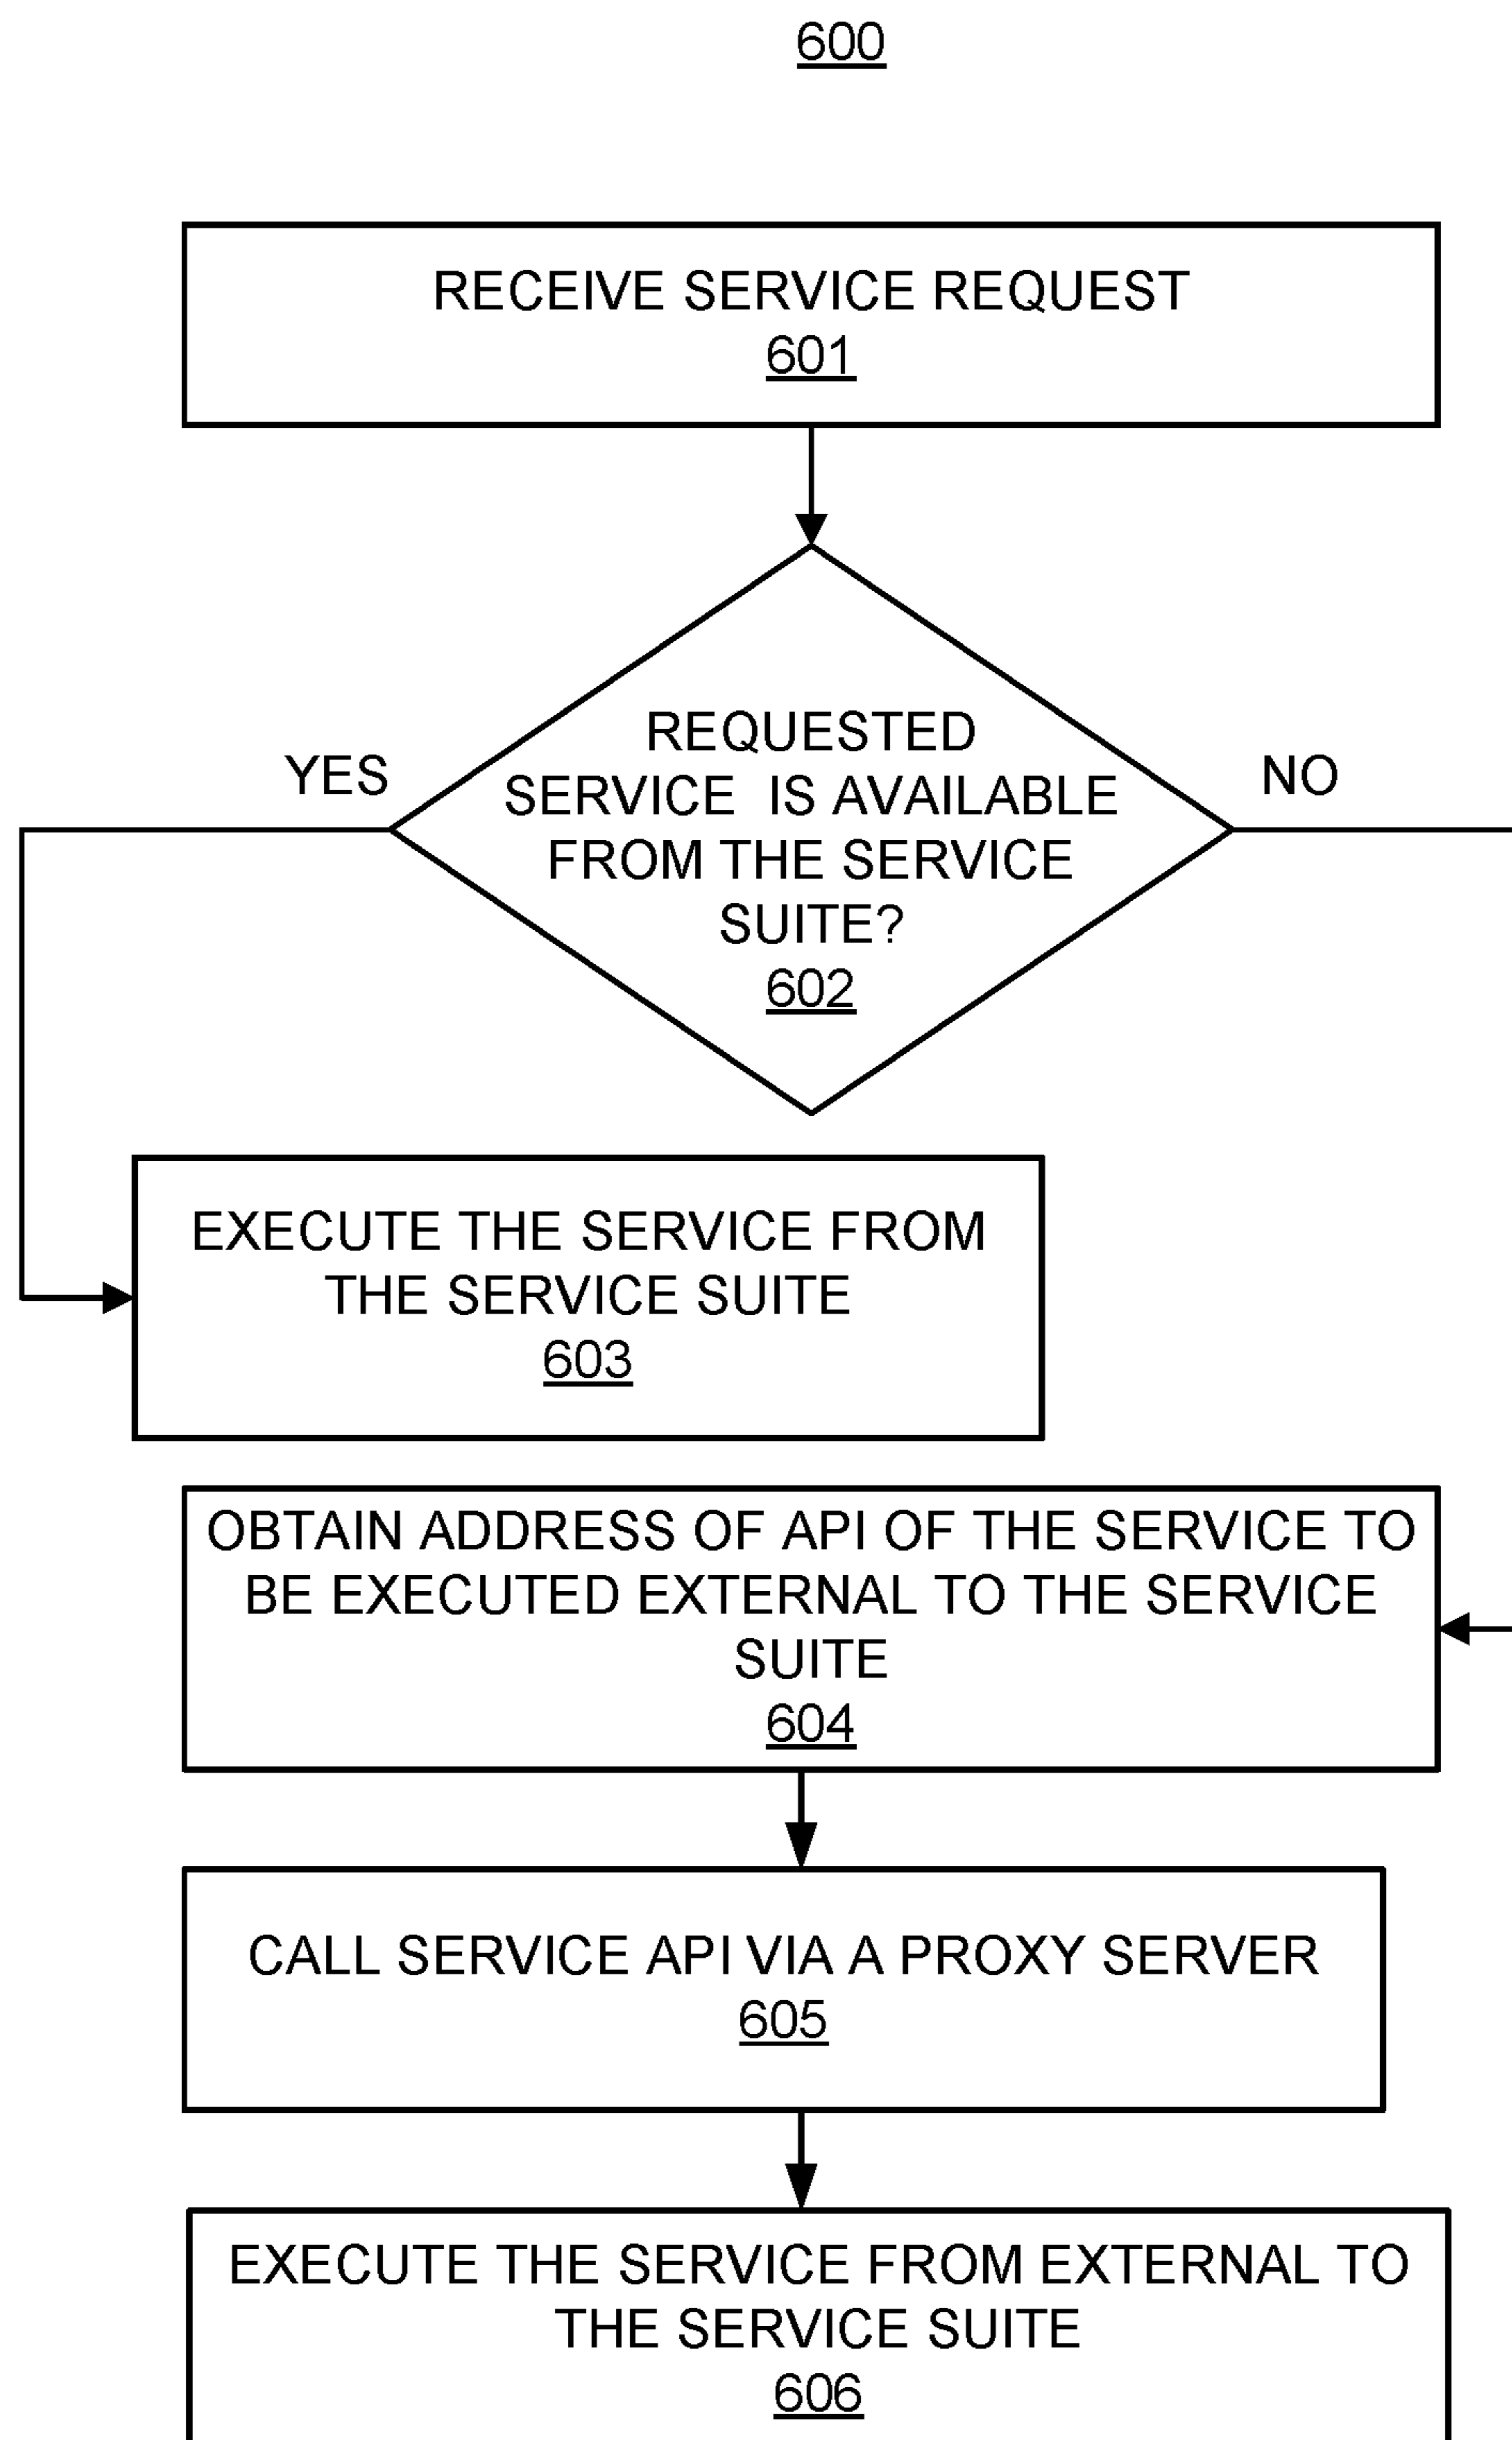 600
RECEIVE SERVICE REQUEST
601
REQUESTED
SERVICE IS AVAILABLE
FROM THE SERVICE
SUITE?
602
YES
NO
EXECUTE THE SERVICE FROM
THE SERVICE SUITE
603
OBTAIN ADDRESS OF API OF THE SERVICE TO
BE EXECUTED EXTERNAL TO THE SERVICE
SUITE
604
CALL SERVICE API VIA A PROXY SERVER
605
EXECUTE THE SERVICE FROM EXTERNAL TO
THE SERVICE SUITE
606